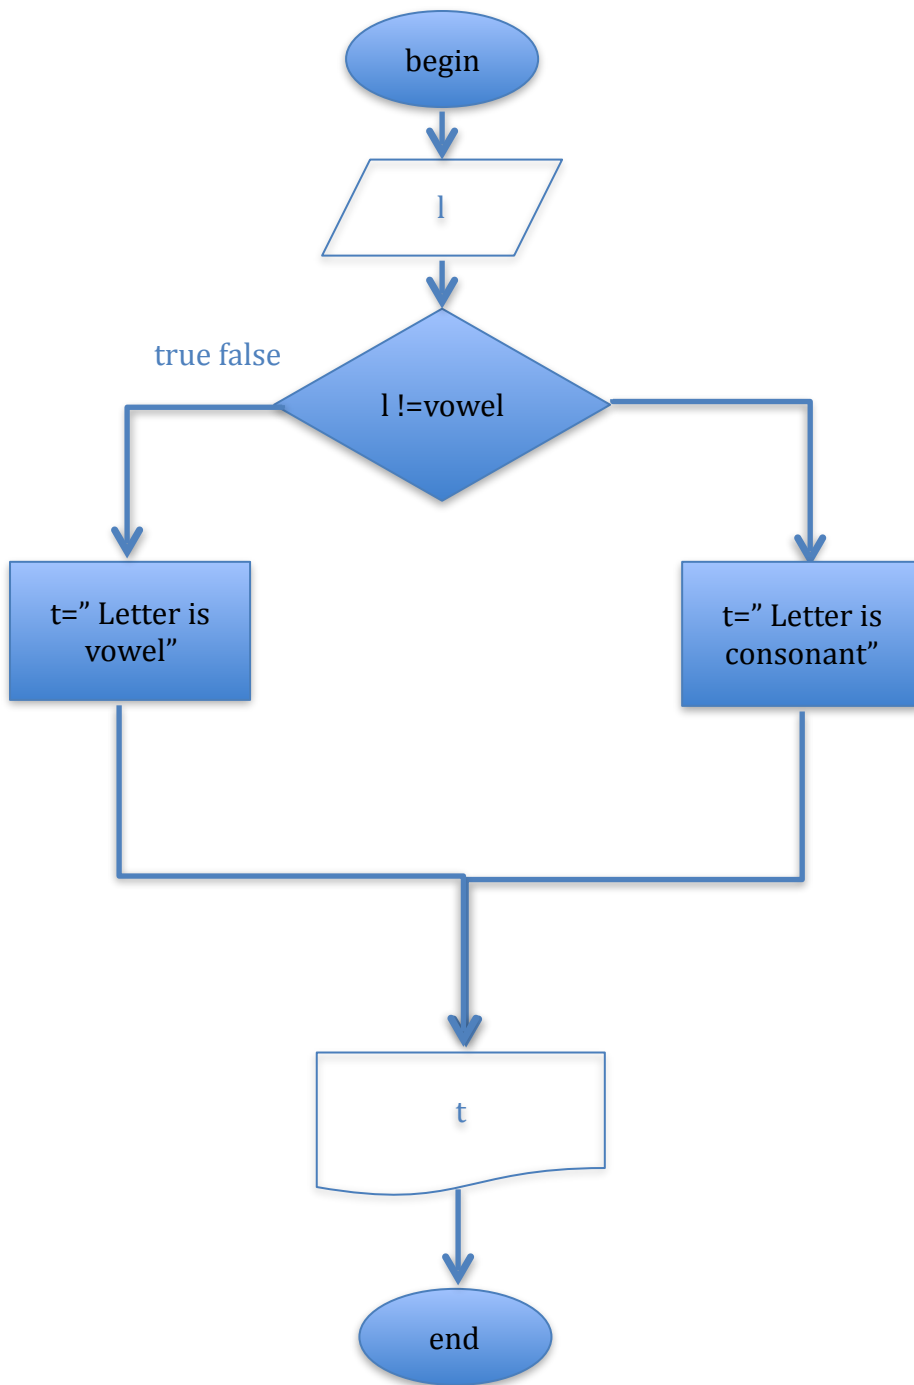 begin
l
true false
l !=vowel
t=” Letter is
vowel”
t=” Letter is
consonant”
t
end